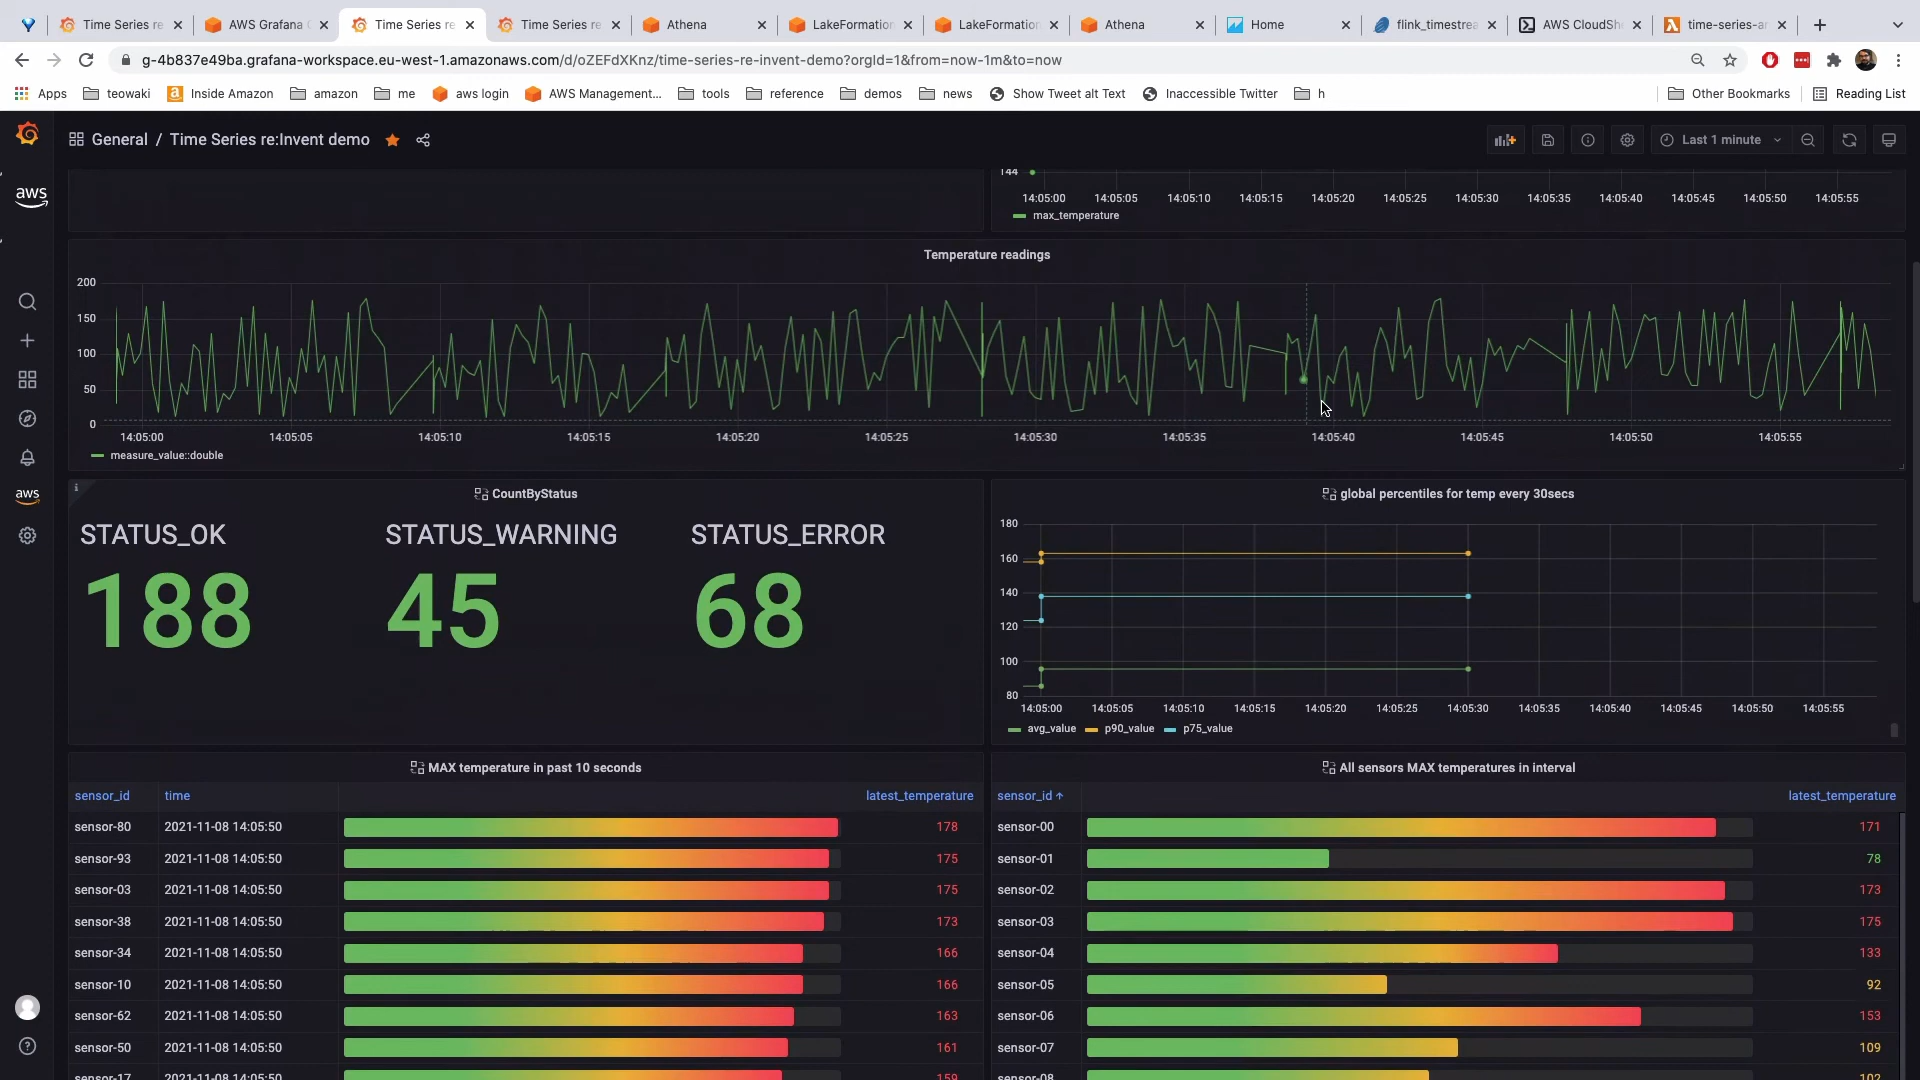 Time Series re
AWS Grafana
Time Series re
Time Series re
Athena
LakeFormation
LakeFormation
Athena
Home
flink_timestrea
AWS CloudShe
time-series-an
g-4b837e49ba.grafana-workspace.eu-west-1.amazonaws.com/d/oZEFdXKnz/time-series-re-invent-demo?orgId=1&from=now-1m&to=now
Apps
teowaki
Inside Amazon
amazon
me
aws login
AWS Management...
tools
reference
demos
news
Show Tweet alt Text
Inaccessible Twitter
h
Other Bookmarks
Reading List
General / Time Series re:Invent demo
Last 1 minute
aws
aws
144
14:05:00 14:05:05 14:05:10 14:05:15 14:05:20 14:05:25 14:05:30 14:05:35 14:05:40 14:05:45 14:05:50 14:05:55
max_temperature
Temperature readings
200
150
100
50
0
14:05:00 14:05:05 14:05:10 14:05:15 14:05:20 14:05:25 14:05:30 14:05:35 14:05:40 14:05:45 14:05:50 14:05:55
measure_value::double
i
CountByStatus
STATUS_OK STATUS_WARNING STATUS_ERROR
188 45 68
global percentiles for temp every 30secs
180
160
140
120
100
80
14:05:00 14:05:05 14:05:10 14:05:15 14:05:20 14:05:25 14:05:30 14:05:35 14:05:40 14:05:45 14:05:50 14:05:55
avg_value p90_value p75_value
MAX temperature in past 10 seconds
sensor_id time latest_temperature
sensor-80 2021-11-08 14:05:50 178
sensor-93 2021-11-08 14:05:50 175
sensor-03 2021-11-08 14:05:50 175
sensor-38 2021-11-08 14:05:50 173
sensor-34 2021-11-08 14:05:50 166
sensor-10 2021-11-08 14:05:50 166
sensor-62 2021-11-08 14:05:50 163
sensor-50 2021-11-08 14:05:50 161
sensor-17 2021-11-08 14:05:50 159
All sensors MAX temperatures in interval
sensor_id latest_temperature
sensor-00 171
sensor-01 78
sensor-02 173
sensor-03 175
sensor-04 133
sensor-05 92
sensor-06 153
sensor-07 109
sensor-08 102